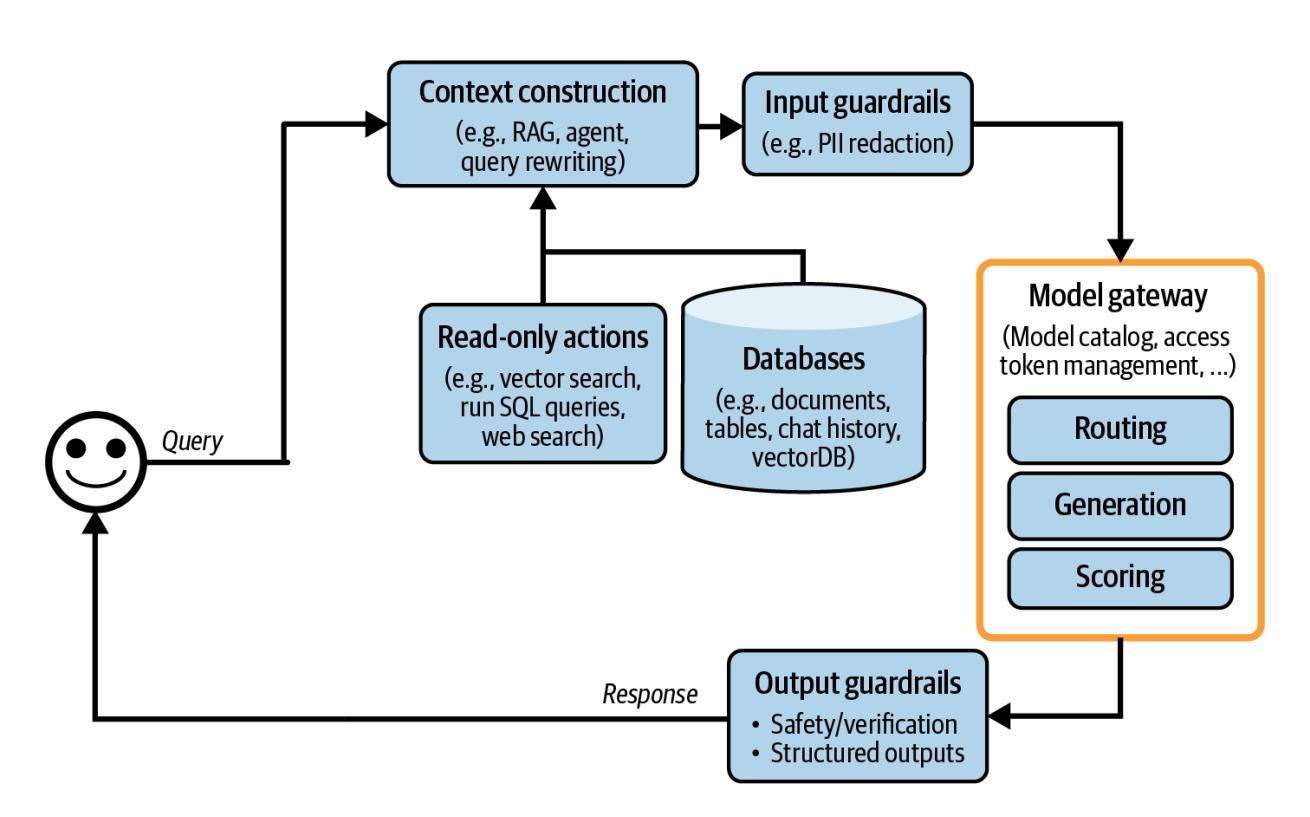 Context construction
(e.g., RAG, agent,
query rewriting)
Input guardrails
(e.g., PII redaction)
Model gateway
(Model catalog, access
token management, ...)
Routing
Generation
Scoring
Read-only actions
(e.g., vector search,
run SQL queries,
web search)
Databases
(e.g., documents,
tables, chat history,
vectorDB)
Query
Response
Output guardrails
• Safety/verification
• Structured outputs